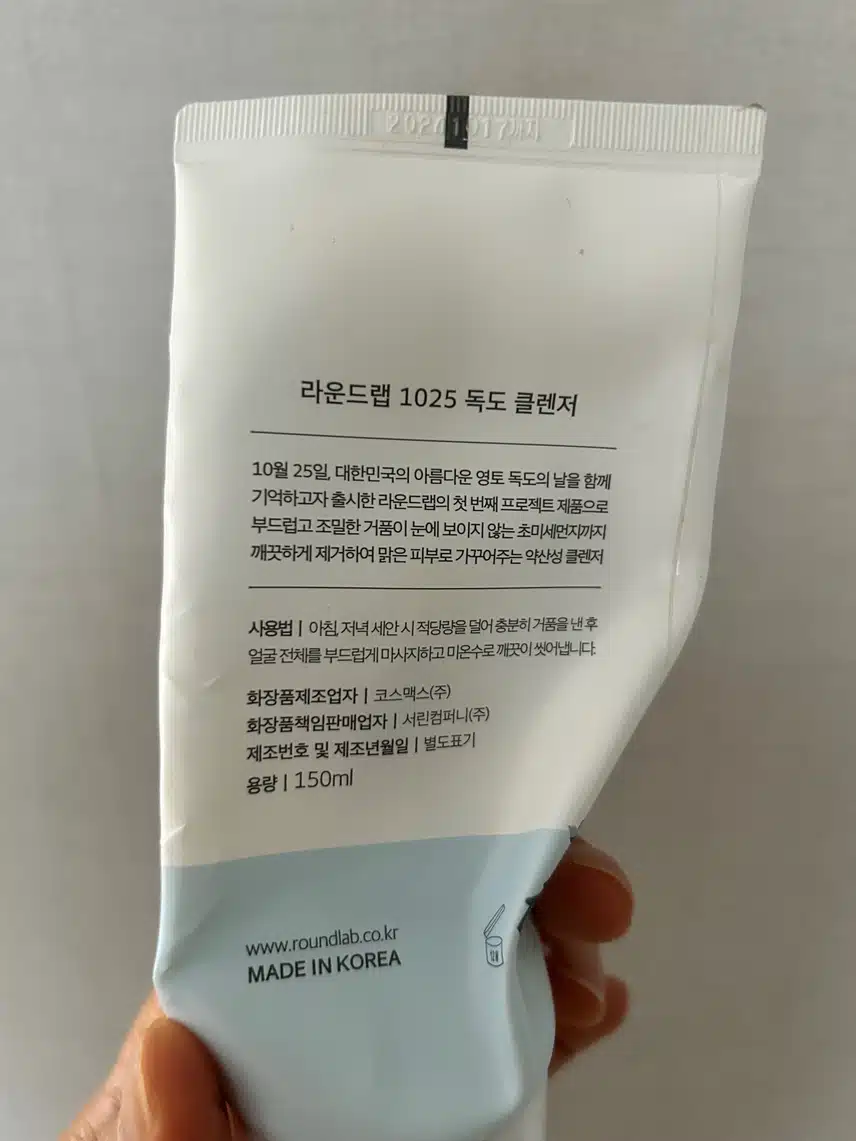 라운드랩 1025 독도 클렌저
10월 25일, 대한민국의 아름다운 영토 독도의 날을 함께
기억하고자 출시한 라운드랩의 첫 번째 프로젝트 제품으로
부드럽고 조밀한 거품이 눈에 보이지 않는 초미세먼지까지
깨끗하게 제거하여 맑은 피부로 가꾸어주는 약산성 클렌저
사용법 | 아침, 저녁 세안 시 적당량을 덜어 충분히 거품을 낸 후
얼굴 전체를 부드럽게 마사지하고 미온수로 깨끗이 씻어냅니다.
화장품제조업자 | 코스맥스(주)
화장품책임판매업자 | 서린컴퍼니(주)
제조번호 및 제조년월일 | 별도표기
용량 | 150ml
www.roundlab.co.kr
MADE IN KOREA